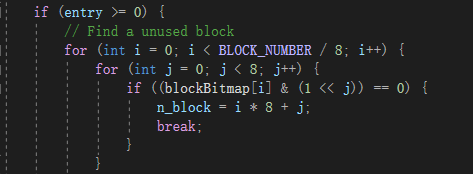 if (entry >= 0) {
// Find a unused block
for (int i = 0; i < BLOCK_NUMBER / 8; i++) {
for (int j = 0; j < 8; j++) {
if ((blockBitmap[i] & (1 << j)) == 0) {
n_block = i * 8 + j;
break;
}
}